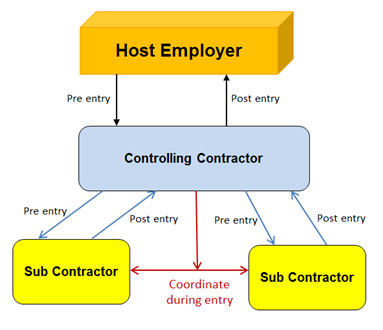 Host Employer
Pre entry
Post entry
Controlling Contractor
Pre entry
Post entry
Pre entry
Post entry
Sub Contractor
Sub Contractor
Coordinate
during entry